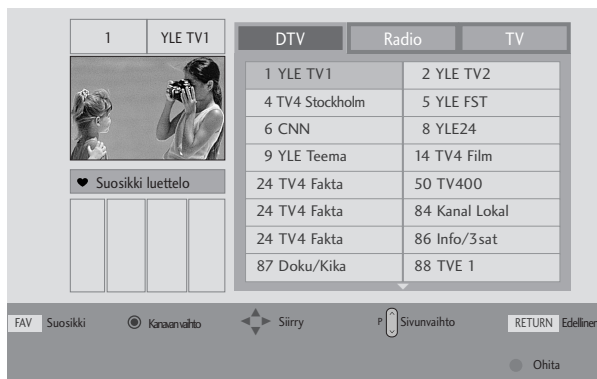 1 YLE TV1
DTV Radio TV
1 YLE TV1 2 YLE TV2
4 TV4 Stockholm 5 YLE FST
6 CNN 8 YLE24
9 YLE Teema 14 TV4 Film
24 TV4 Fakta 50 TV400
24 TV4 Fakta 84 Kanal Lokal
24 TV4 Fakta 86 Info/3sat
87 Doku/Kika 88 TVE 1
♥ Suosikki luettelo
FAV Suosikki Kanavanvaihto Siirry P Sivunvaihto RETURN Edellinen
Ohita